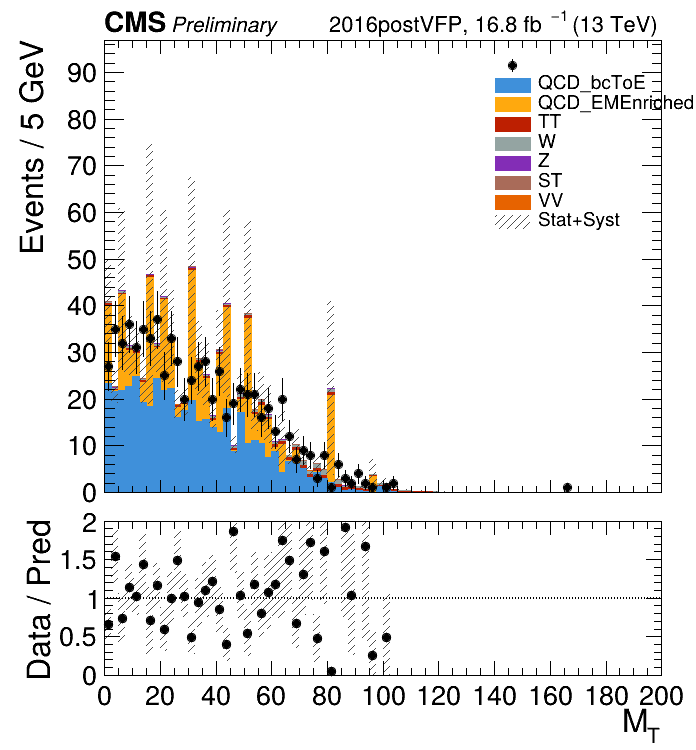 CMS Preliminary 2016postVFP, 16.8 fb⁻¹ (13 TeV)
Events / 5 GeV
90
80
70
60
50
40
30
20
10
0
QCD_bcToE
QCD_EMEnriched
TT
W
Z
ST
VV
Stat+Syst
Data / Pred
2
1.5
1
0.5
0
0 20 40 60 80 100 120 140 160 180 200
M_T